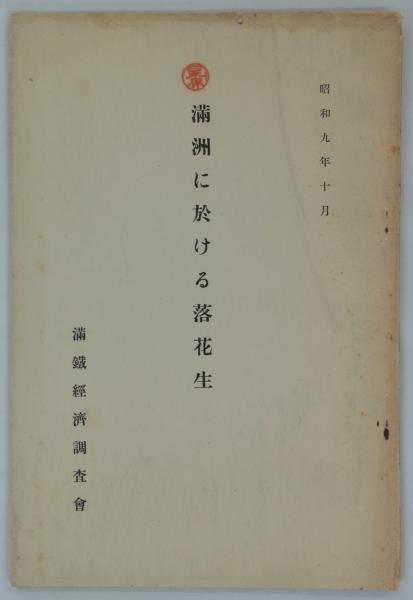 昭和九年十月
滿洲に於ける落花生
滿鐵經濟調査會